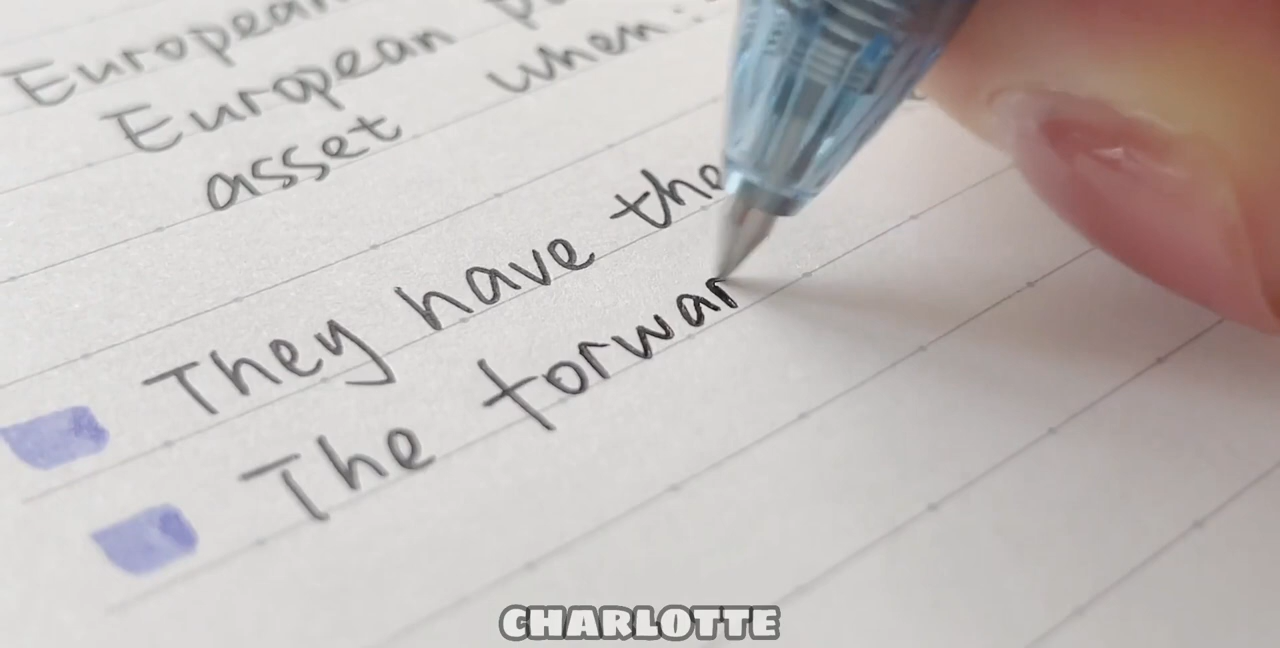 European
European
asset when:
They have the
The forwar
CHARLOTTE